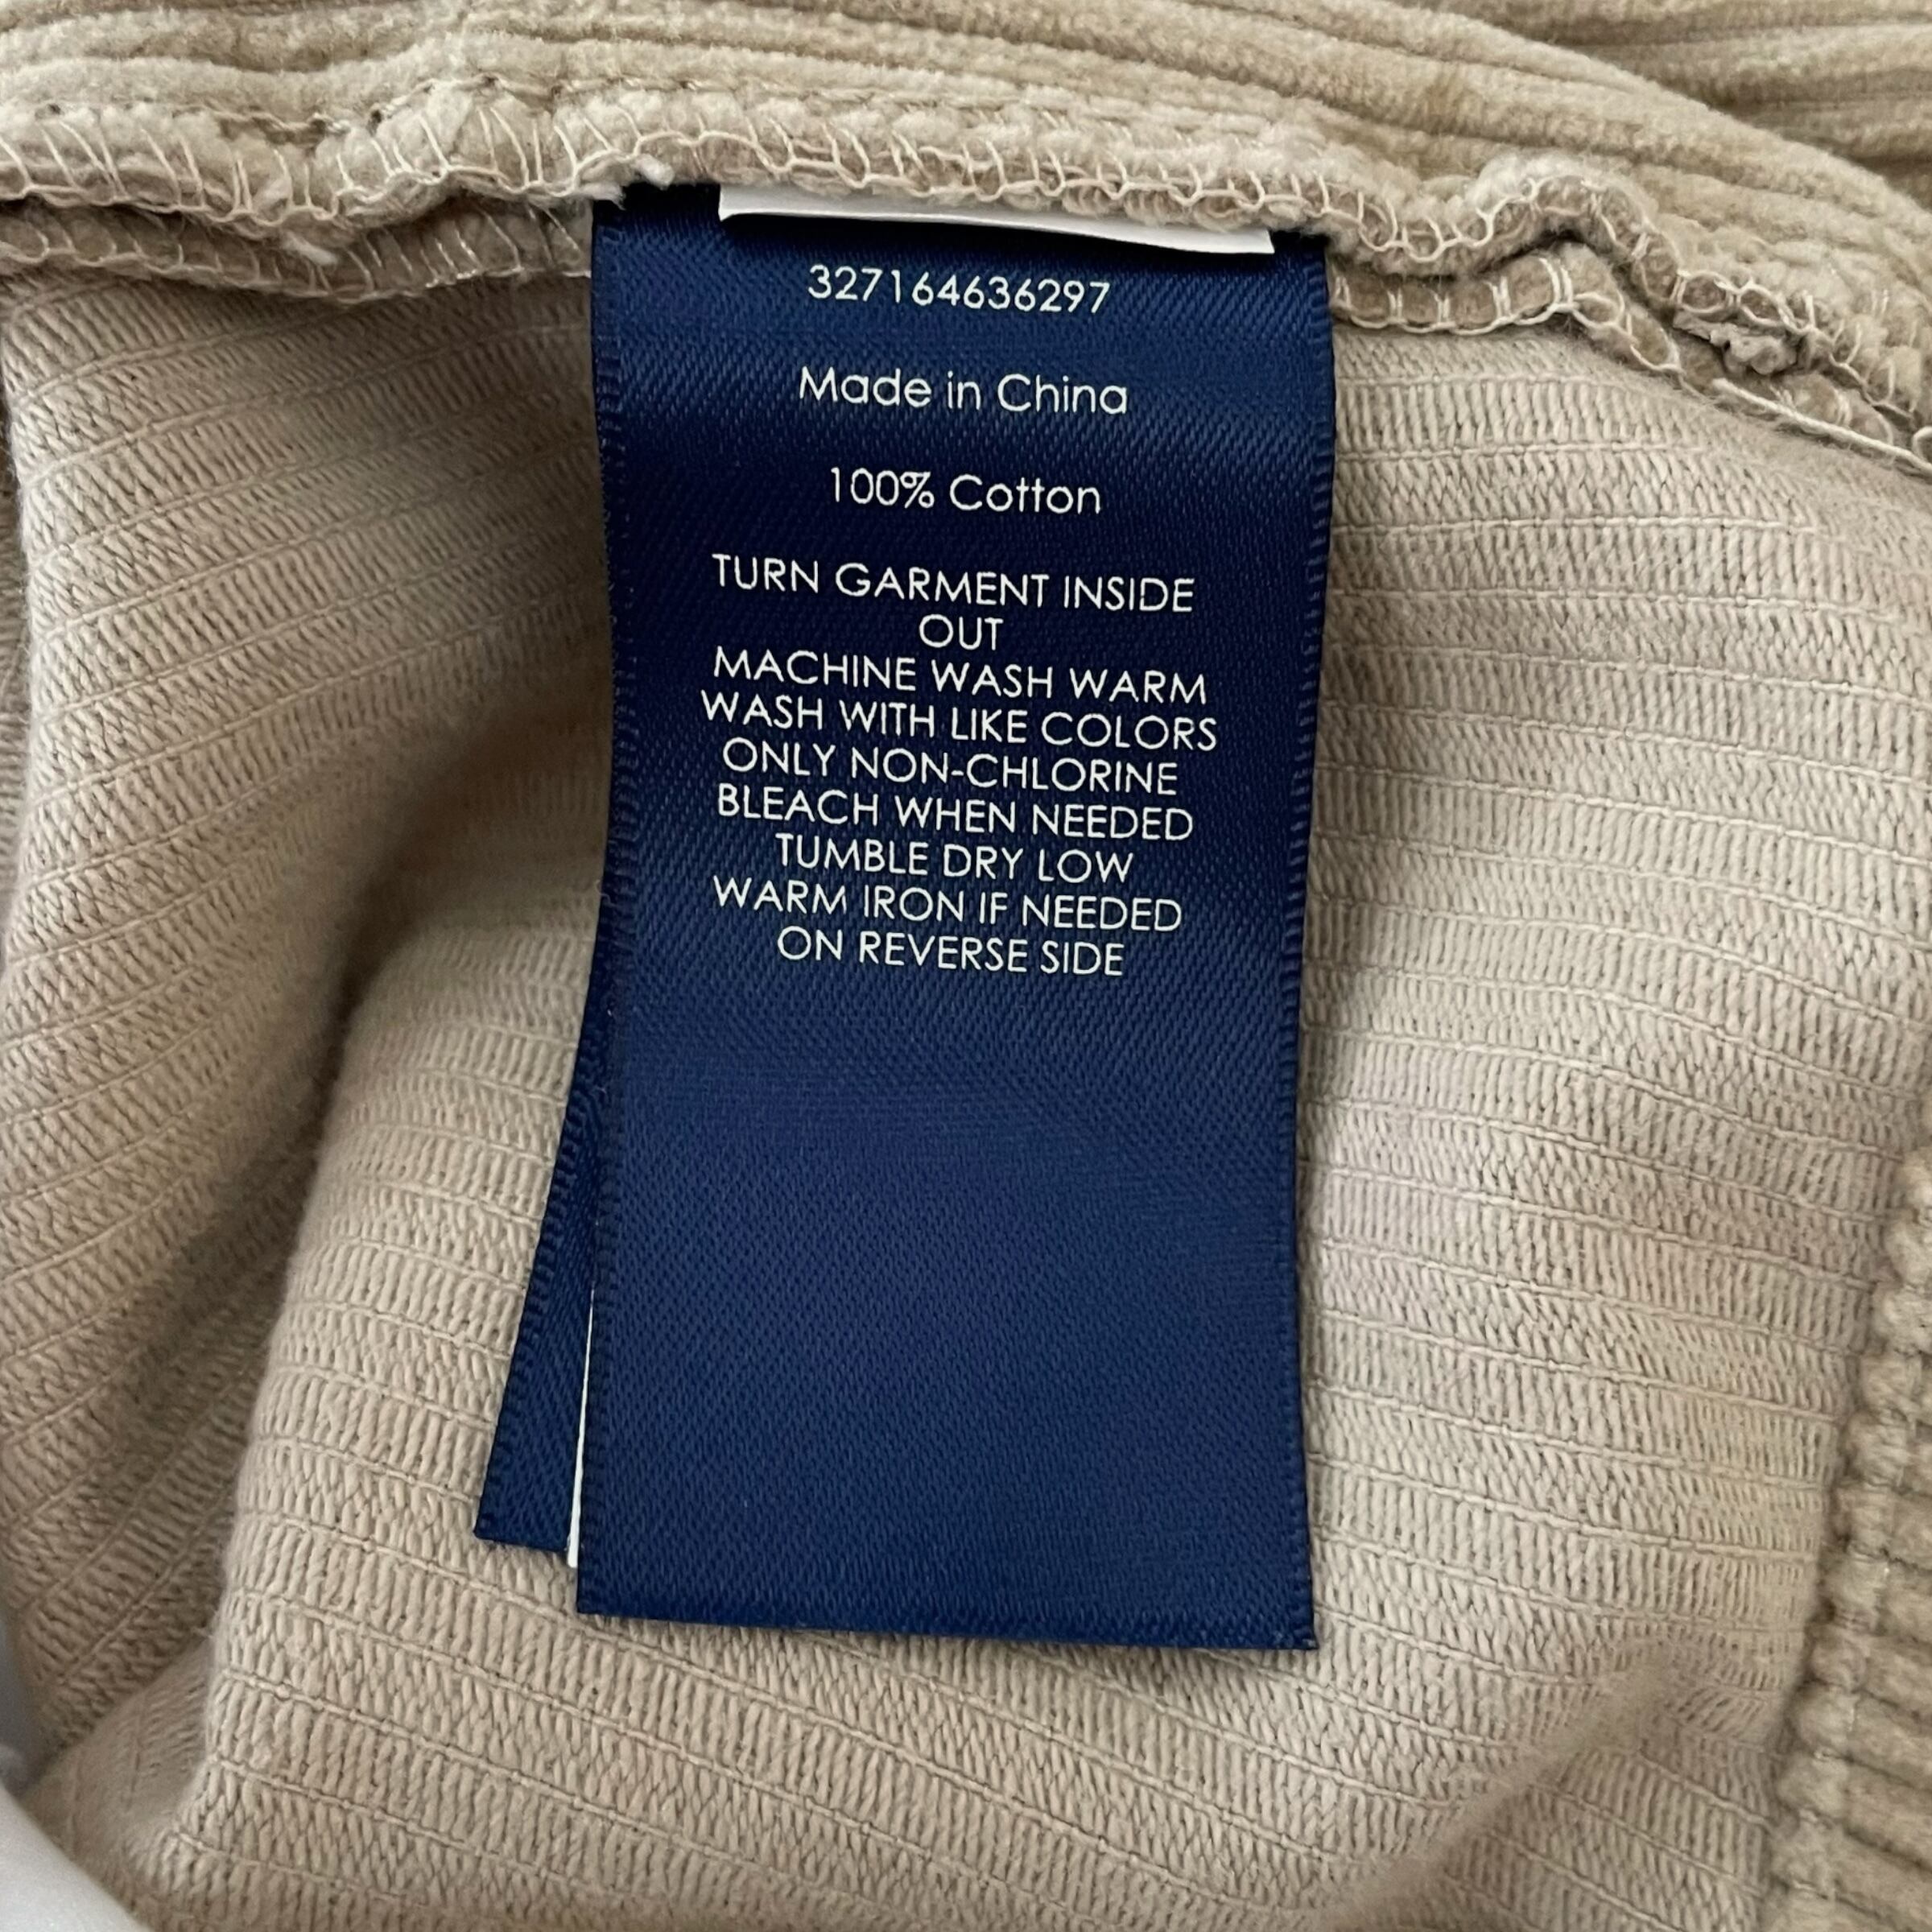 327164636297
Made in China
100% Cotton
TURN GARMENT INSIDE
OUT
MACHINE WASH WARM
WASH WITH LIKE COLORS
ONLY NON-CHLORINE
BLEACH WHEN NEEDED
TUMBLE DRY LOW
WARM IRON IF NEEDED
ON REVERSE SIDE